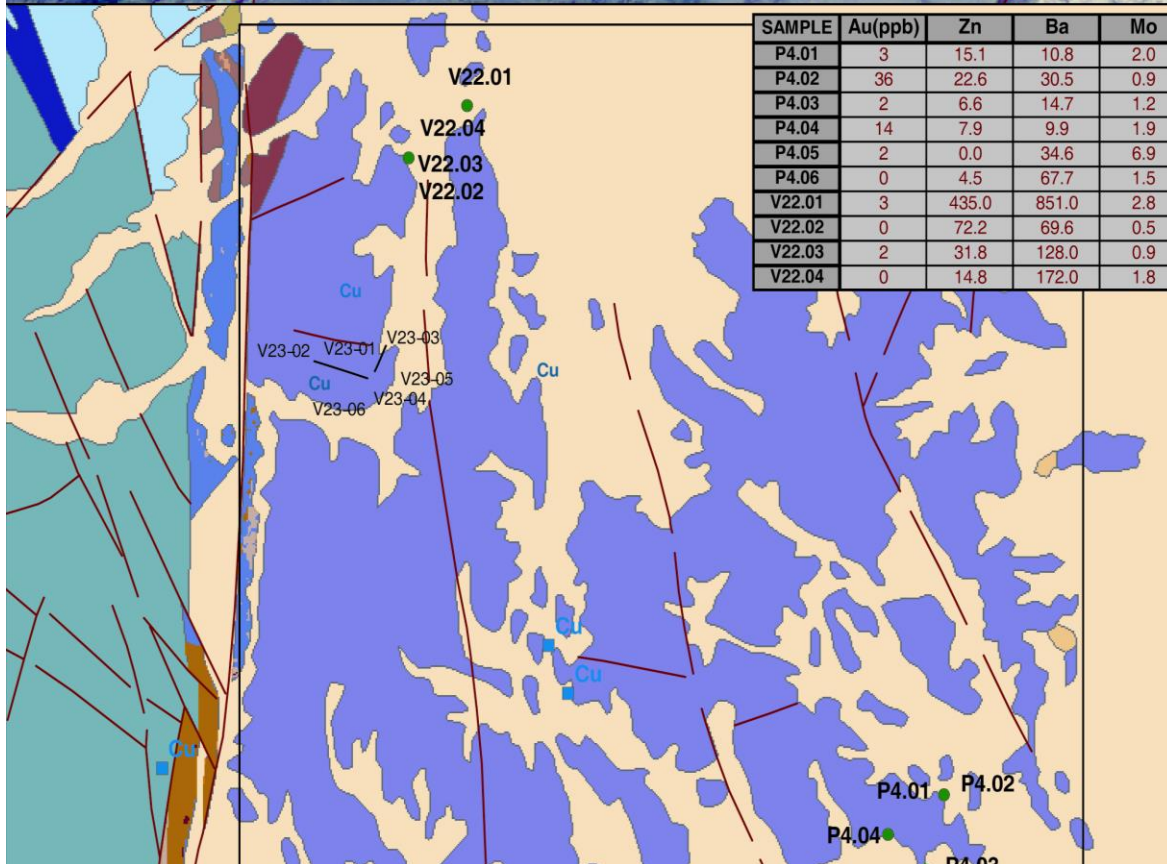 SAMPLE Au(ppb) Zn Ba Mo
P4.01 3 15.1 10.8 2.0
P4.02 36 22.6 30.5 0.9
P4.03 2 6.6 14.7 1.2
P4.04 14 7.9 9.9 1.9
P4.05 2 0.0 34.6 6.9
P4.06 0 4.5 67.7 1.5
V22.01 3 435.0 851.0 2.8
V22.02 0 72.2 69.6 0.5
V22.03 2 31.8 128.0 0.9
V22.04 0 14.8 172.0 1.8
V22.01
V22.04
V22.03
V22.02
Cu
V23-03
V23-02 V23-01
Cu
Cu
V23-05
V23-04
V23-06
Cu
Cu
Cu
P4.01 P4.02
P4.04